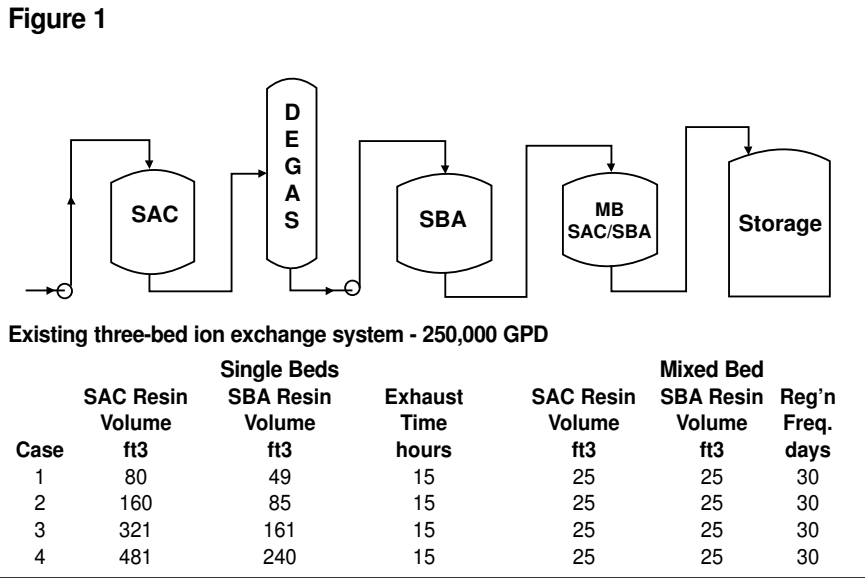 Figure 1
DEGAS
SAC
SBA
MB
SAC/SBA
Storage
Existing three-bed ion exchange system - 250,000 GPD
Single Beds Mixed Bed
SAC Resin SBA Resin Exhaust SAC Resin SBA Resin Reg'n
Volume Volume Time Volume Volume Freq.
Case ft3 ft3 hours ft3 ft3 days
1 80 49 15 25 25 30
2 160 85 15 25 25 30
3 321 161 15 25 25 30
4 481 240 15 25 25 30